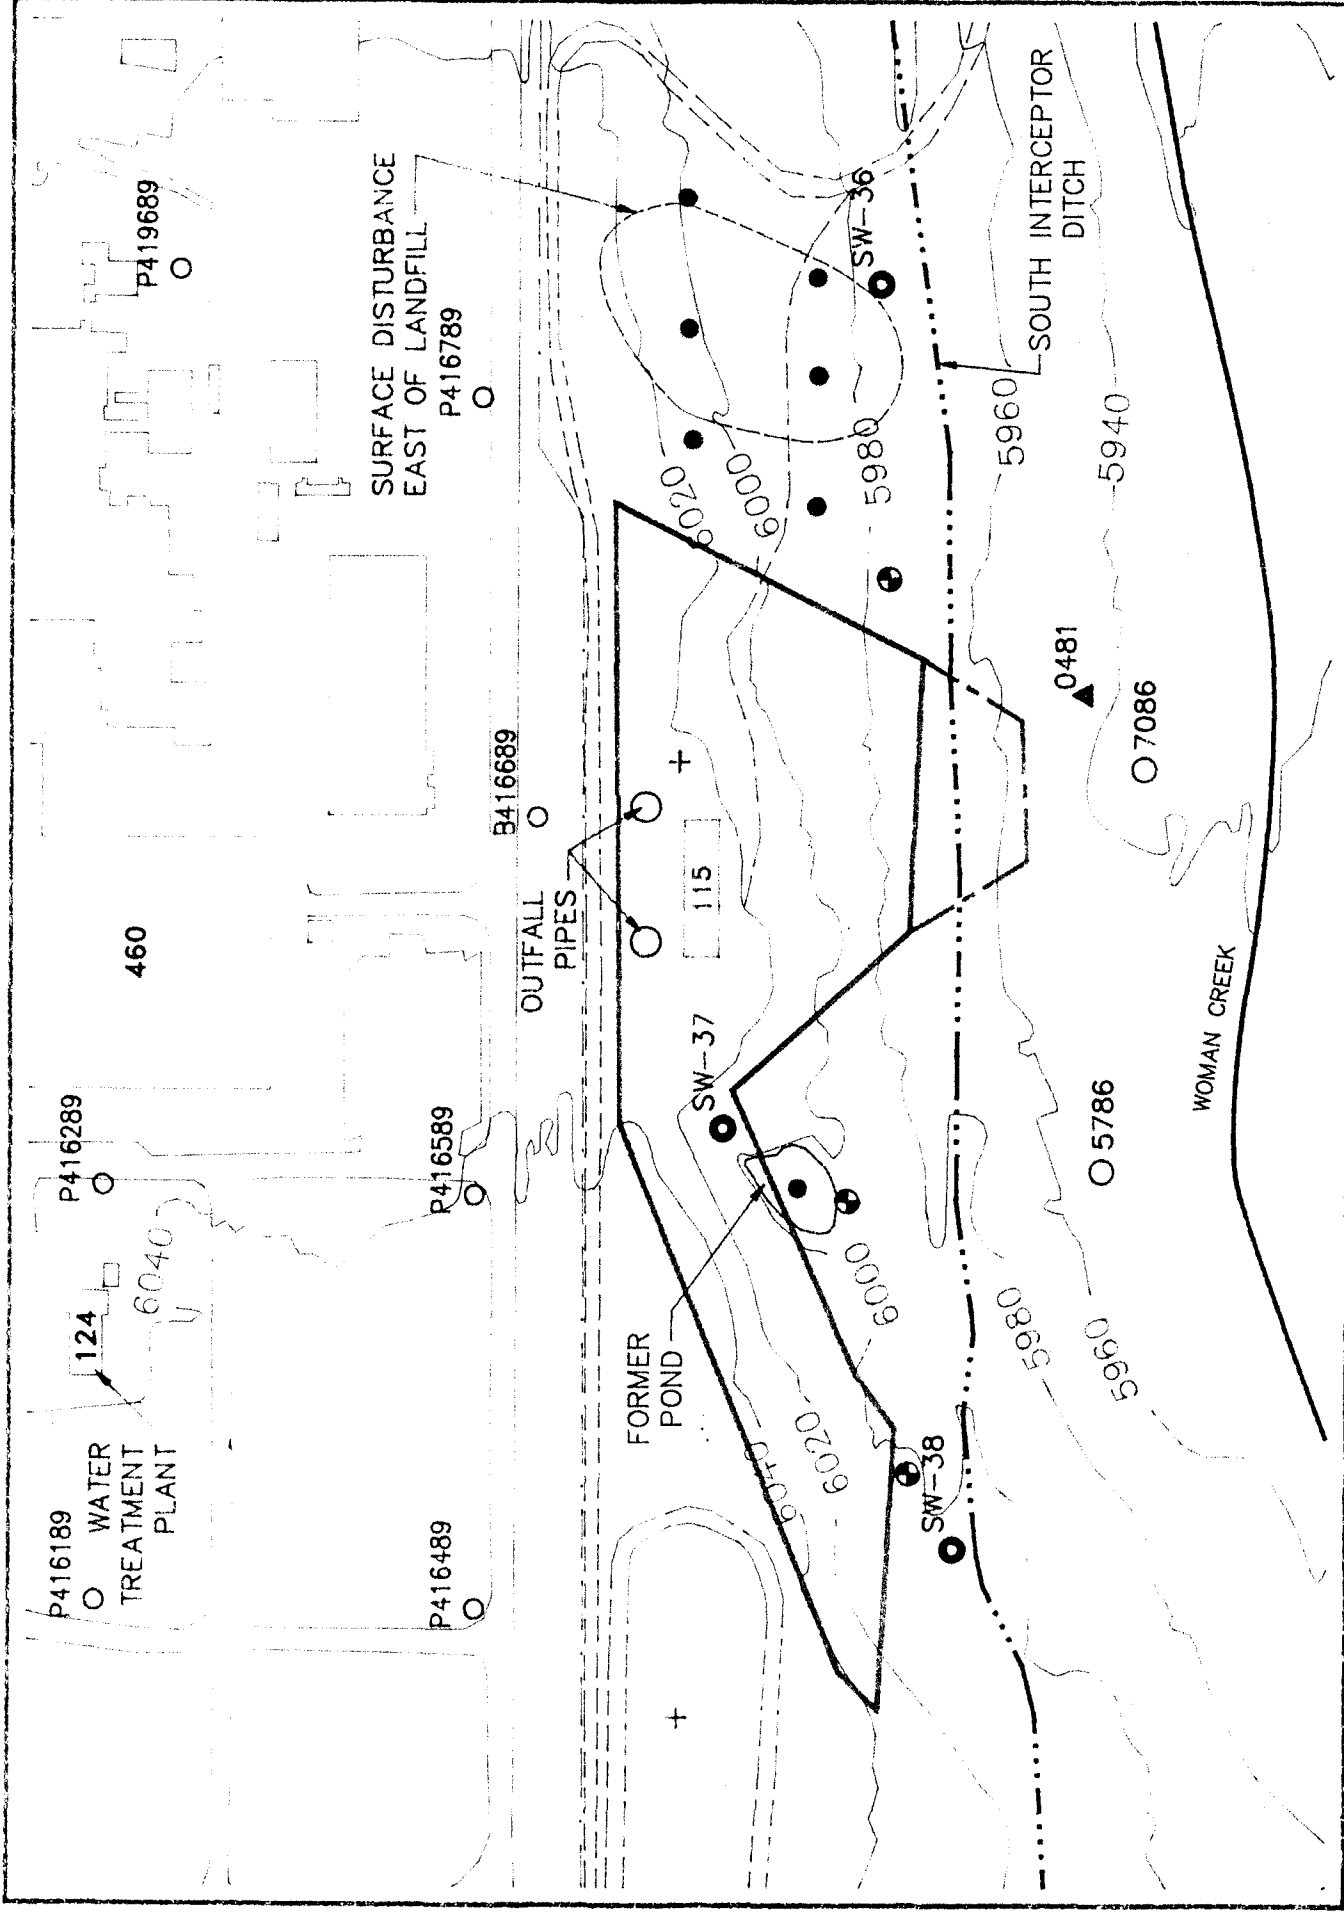 P416189
WATER
TREATMENT
PLANT
124
6040
P416289
460
P419689
P416489
P416589
B416689
SURFACE DISTURBANCE
EAST OF LANDFILL
P416789
OUTFALL
PIPES
FORMER
POND
SW-37
115
6040
6020
6000
6020
6000
5980
SW-36
SW-38
5980
5960
SOUTH INTERCEPTOR
DITCH
5960
5940
5786
0481
7086
WOMAN CREEK